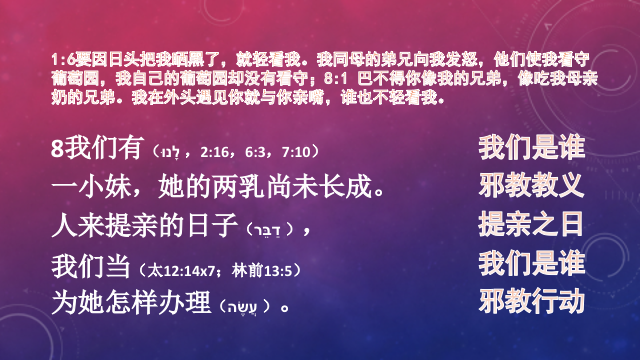 1:6要因日头把我晒黑了，就轻看我。我同母的弟兄向我发怒，他们使我看守
葡萄园，我自己的葡萄园却没有看守；8:1 巴不得你像我的兄弟，像吃我母亲
奶的兄弟。我在外头遇见你就与你亲嘴，谁也不轻看我。
8我们有（לָנוּ，2:16，6:3，7:10） 我们是谁
一小妹，她的两乳尚未长成。 邪教教义
人来提亲的日子（דִּבֵּר）， 提亲之日
我们当（太12:14x7；林前13:5） 我们是谁
为她怎样办理（עָשָׂה）。 邪教行动